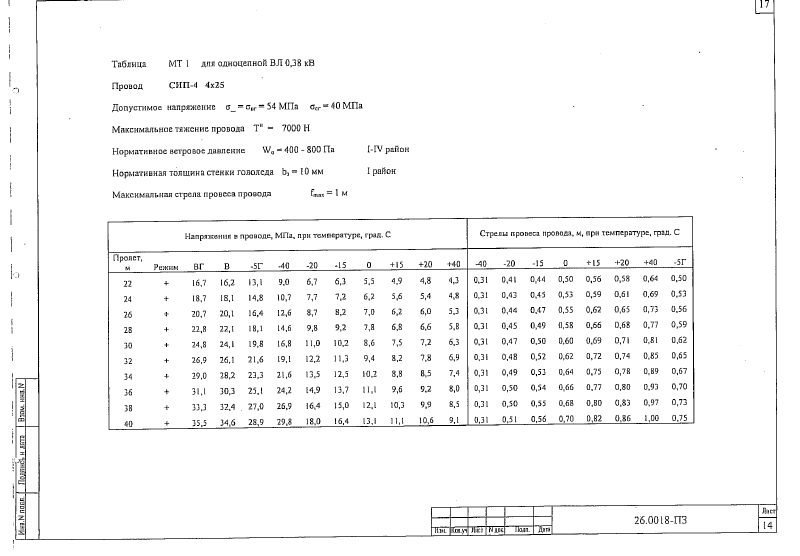 17
Таблица МТ 1 для одноцепной ВЛ 0,38 кВ
Провод СИП-4 4x25
Допустимое напряжение σ_ = σ₋г = 54 МПа σсг = 40 МПа
Максимальное тяжение провода Tн = 7000 Н
Нормативное ветровое давление W₀ = 400 - 800 Па I-IV район
Нормативная толщина стенки гололеда bэ = 10 мм I район
Максимальная стрела провеса провода fmax = 1 м
Напряжения в проводе, МПа, при температуре, град. С Стрелы провеса провода, м, при температуре, град. С
Пролет, м Режим ВГ В -5Г -40 -20 -15 0 +15 +20 +40 -40 -20 -15 0 +15 +20 +40 -5Г
22 + 16,7 16,2 13,1 9,0 6,7 6,3 5,5 4,9 4,8 4,3 0,31 0,41 0,44 0,50 0,56 0,58 0,64 0,50
24 + 18,7 18,1 14,8 10,7 7,7 7,2 6,2 5,6 5,4 4,8 0,31 0,43 0,45 0,53 0,59 0,61 0,69 0,53
26 + 20,7 20,1 16,4 12,6 8,7 8,2 7,0 6,2 6,0 5,3 0,31 0,44 0,47 0,55 0,62 0,65 0,73 0,56
28 + 22,8 22,1 18,1 14,6 9,8 9,2 7,8 6,8 6,6 5,8 0,31 0,45 0,49 0,58 0,66 0,68 0,77 0,59
30 + 24,8 24,1 19,8 16,8 11,0 10,2 8,6 7,5 7,2 6,3 0,31 0,47 0,50 0,60 0,69 0,71 0,81 0,62
32 + 26,9 26,1 21,6 19,1 12,2 11,3 9,4 8,2 7,8 6,9 0,31 0,48 0,52 0,62 0,72 0,74 0,85 0,65
34 + 29,0 28,2 23,3 21,6 13,5 12,5 10,2 8,8 8,5 7,4 0,31 0,49 0,53 0,64 0,75 0,78 0,89 0,67
36 + 31,1 30,3 25,1 24,2 14,9 13,7 11,1 9,6 9,2 8,0 0,31 0,50 0,54 0,66 0,77 0,80 0,93 0,70
38 + 33,3 32,4 27,0 26,9 16,4 15,0 12,1 10,3 9,9 8,5 0,31 0,50 0,55 0,68 0,80 0,83 0,97 0,73
40 + 35,5 34,6 28,9 29,8 18,0 16,4 13,1 11,1 10,6 9,1 0,31 0,51 0,56 0,70 0,82 0,86 1,00 0,75
Взам. инв.N
Подпись и дата
Инв.N подл.
Изм. Кол.уч Лист N док. Подп. Дата
26.0018-ПЗ
Лист
14